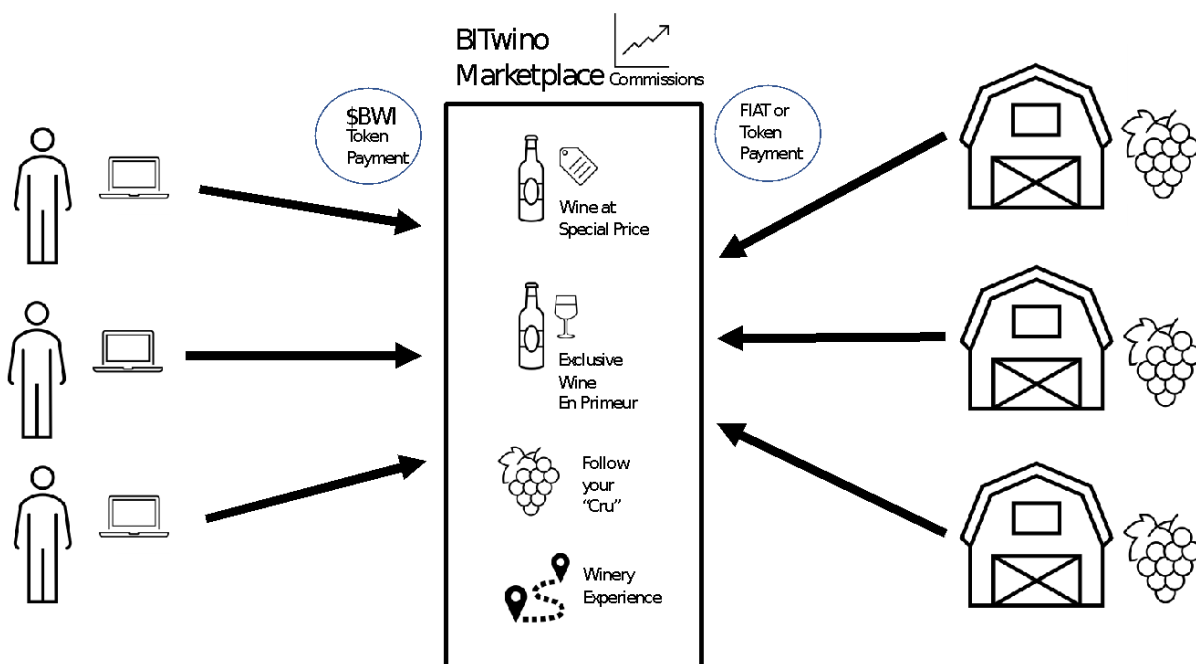 BITwino
Marketplace
Commissions
$BWI
Token
Payment
FIAT or
Token
Payment
Wine at
Special Price
Exclusive
Wine
En Primeur
Follow
your
“Cru”
Winery
Experience